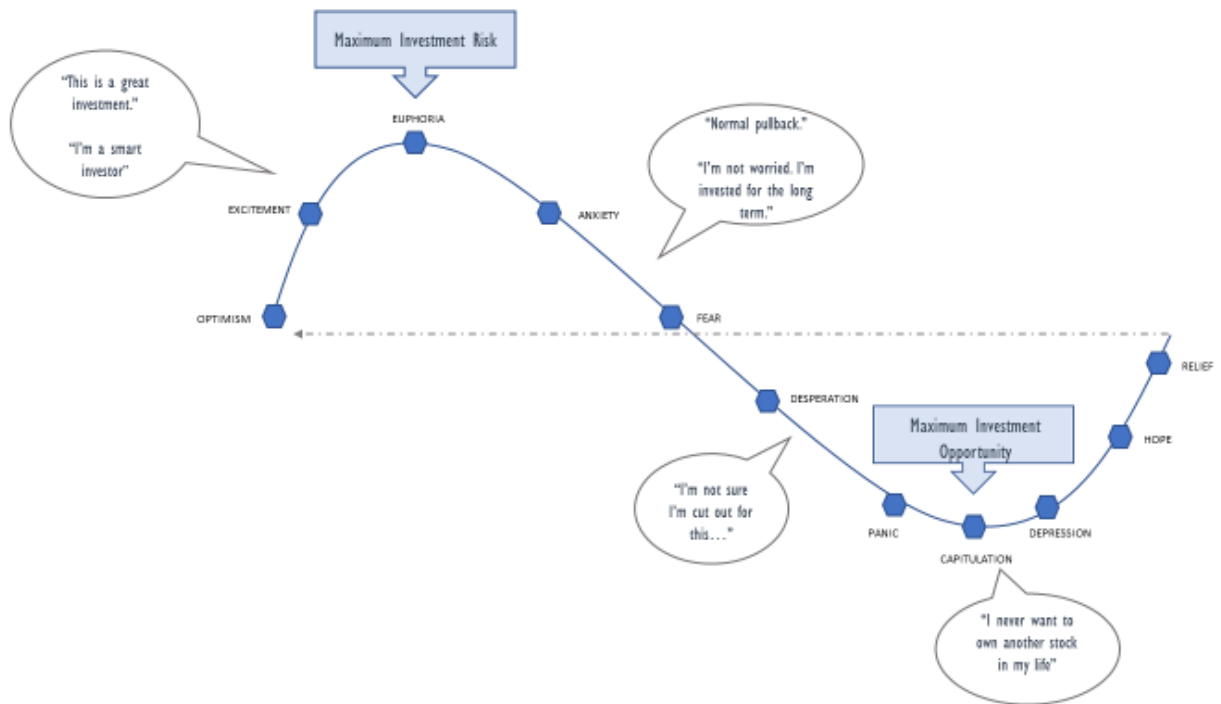 Maximum Investment Risk
"This is a great
investment."
"I'm a smart
investor"
EUPHORIA
"Normal pullback."
"I'm not worried. I'm
invested for the long
term."
EXCITEMENT
ANXIETY
OPTIMISM
FEAR
RELIEF
DESPERATION
Maximum Investment
Opportunity
HOPE
"I'm not sure
I'm cut out for
this..."
PANIC
DEPRESSION
CAPITULATION
"I never want to
own another stock
in my life"